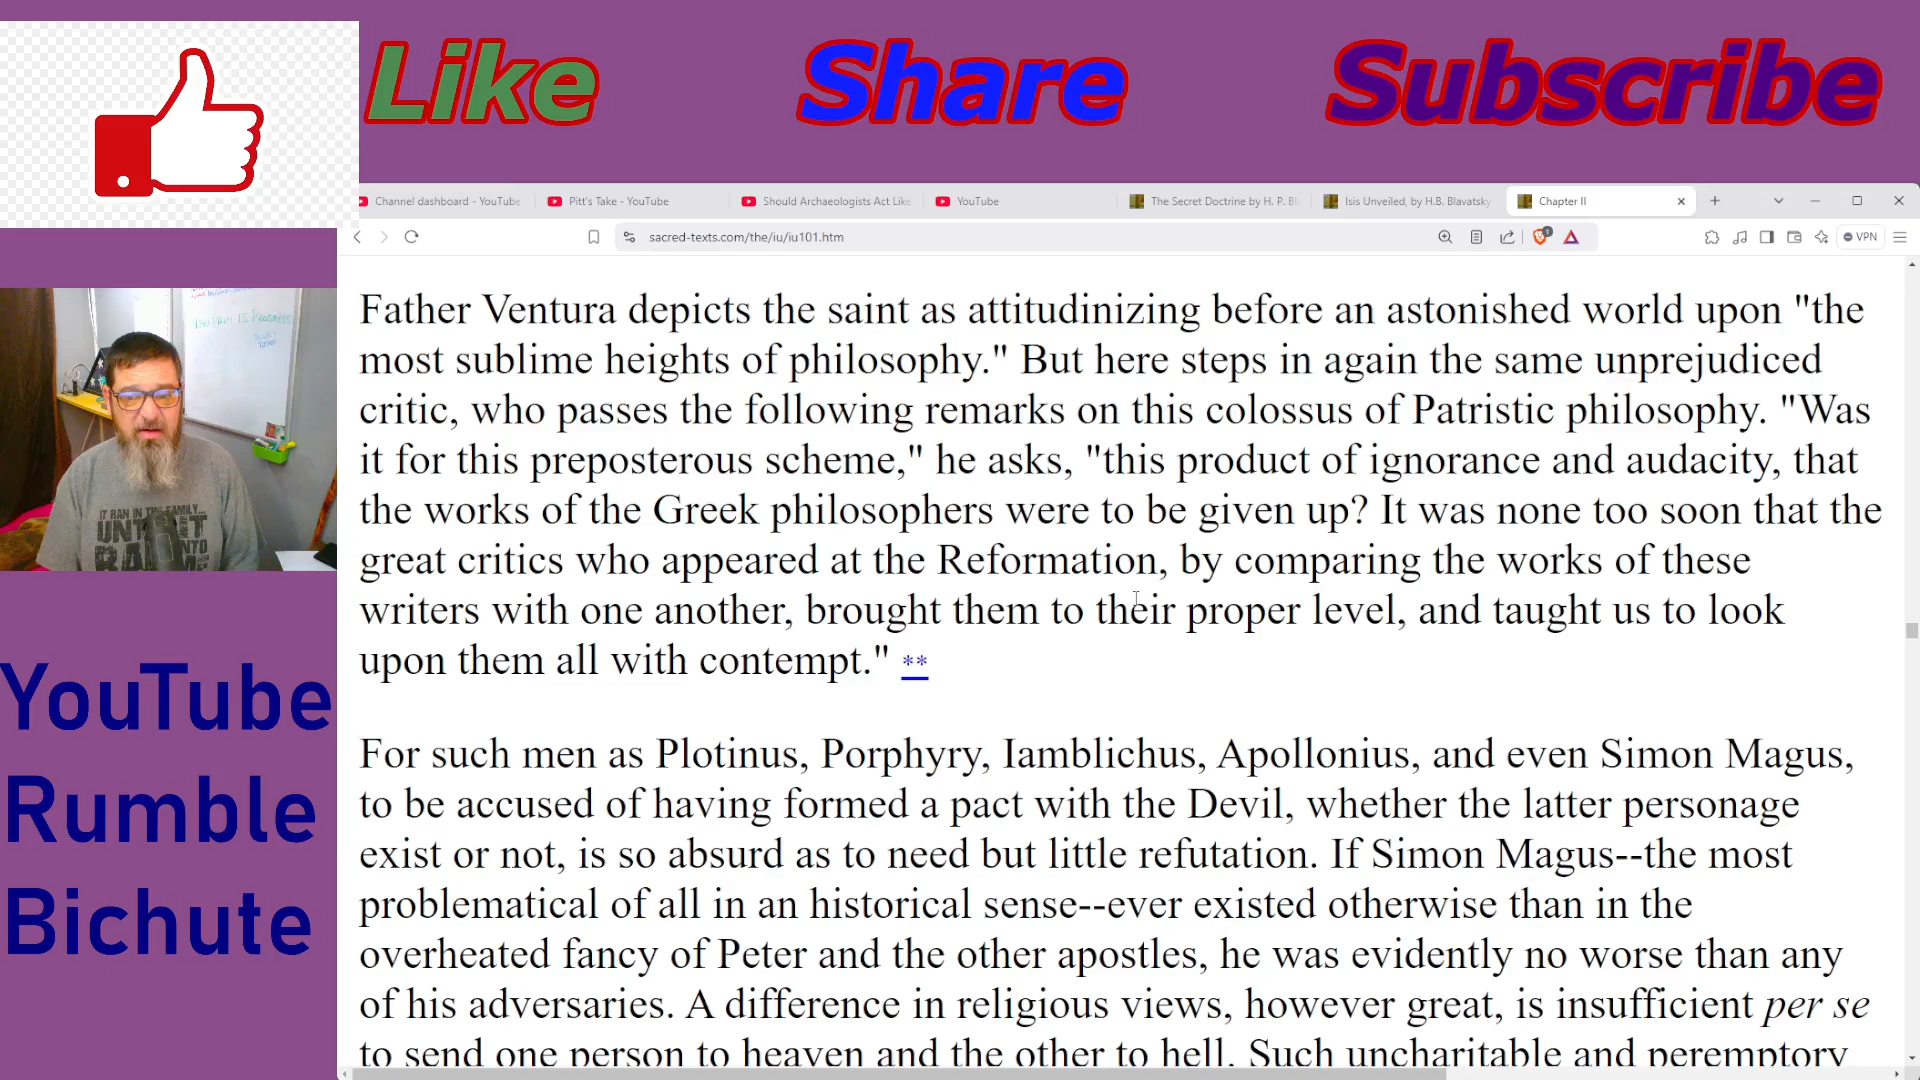 Like Share Subscribe
Channel dashboard - YouTube
Pitt's Take - YouTube
Should Archaeologists Act Like
YouTube
The Secret Doctrine by H. P. Bl
Isis Unveiled, by H.B. Blavatsky
Chapter II
sacred-texts.com/the/iu/iu101.htm
1
VPN
Father Ventura depicts the saint as attitudinizing before an astonished world upon "the
most sublime heights of philosophy." But here steps in again the same unprejudiced
critic, who passes the following remarks on this colossus of Patristic philosophy. "Was
it for this preposterous scheme," he asks, "this product of ignorance and audacity, that
the works of the Greek philosophers were to be given up? It was none too soon that the
great critics who appeared at the Reformation, by comparing the works of these
writers with one another, brought them to their proper level, and taught us to look
upon them all with contempt." **
For such men as Plotinus, Porphyry, Iamblichus, Apollonius, and even Simon Magus,
to be accused of having formed a pact with the Devil, whether the latter personage
exist or not, is so absurd as to need but little refutation. If Simon Magus--the most
problematical of all in an historical sense--ever existed otherwise than in the
overheated fancy of Peter and the other apostles, he was evidently no worse than any
of his adversaries. A difference in religious views, however great, is insufficient per se
to send one person to heaven and the other to hell. Such uncharitable and peremptory
IT RAN IN THE FAMILY...
YouTube
Rumble
Bichute